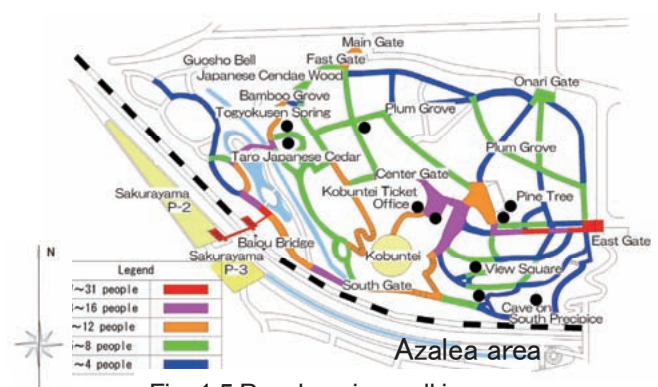 Main Gate
Guosho Bell
Fast Gate
Japanese Cendae Wood
Onari Gate
Bamboo Grove
Togyokusen Spring
Plum Grove
Plum Grove
Taro Japanese Cedar
Center Gate
Kobuntei Ticket
Office
Pine Tree
Sakurayama
P-2
East Gate
Baiou Bridge
Sakurayama
P-3
Kobuntei
View Square
South Gate
Cave on
South Precipice
Azalea area
N
Legend
~31 people
~16 people
~12 people
~8 people
~4 people